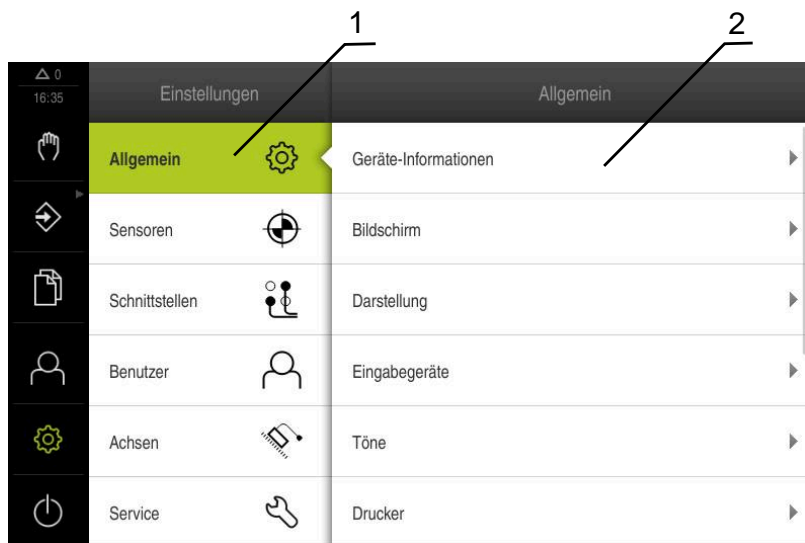 1
2
0
16:35
Einstellungen
Allgemein
Allgemein
Sensoren
Schnittstellen
Benutzer
Achsen
Service
Geräte-Informationen
Bildschirm
Darstellung
Eingabegeräte
Töne
Drucker